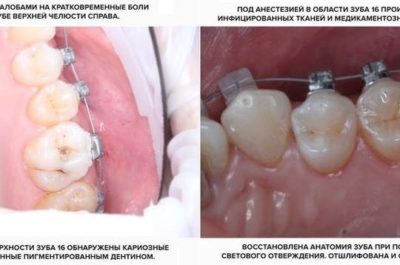 АЛОБАМИ НА КРАТКОВРЕМЕННЫЕ БОЛИ
УБЕ ВЕРХНЕЙ ЧЕЛЮСТИ СПРАВА.
ПОД АНЕСТЕЗИЕЙ В ОБЛАСТИ ЗУБА 16 ПРОИ
ИНФИЦИРОВАННЫХ ТКАНЕЙ И МЕДИКАМЕНТОЗН
РХНОСТИ ЗУБА 16 ОБНАРУЖЕНЫ КАРИОЗНЫЕ
ННЫЕ ПИГМЕНТИРОВАННЫМ ДЕНТИНОМ.
ВОССТАНОВЛЕНА АНАТОМИЯ ЗУБА ПРИ ПО
СВЕТОВОГО ОТВЕРЖДЕНИЯ. ОТШЛИФОВАНА И